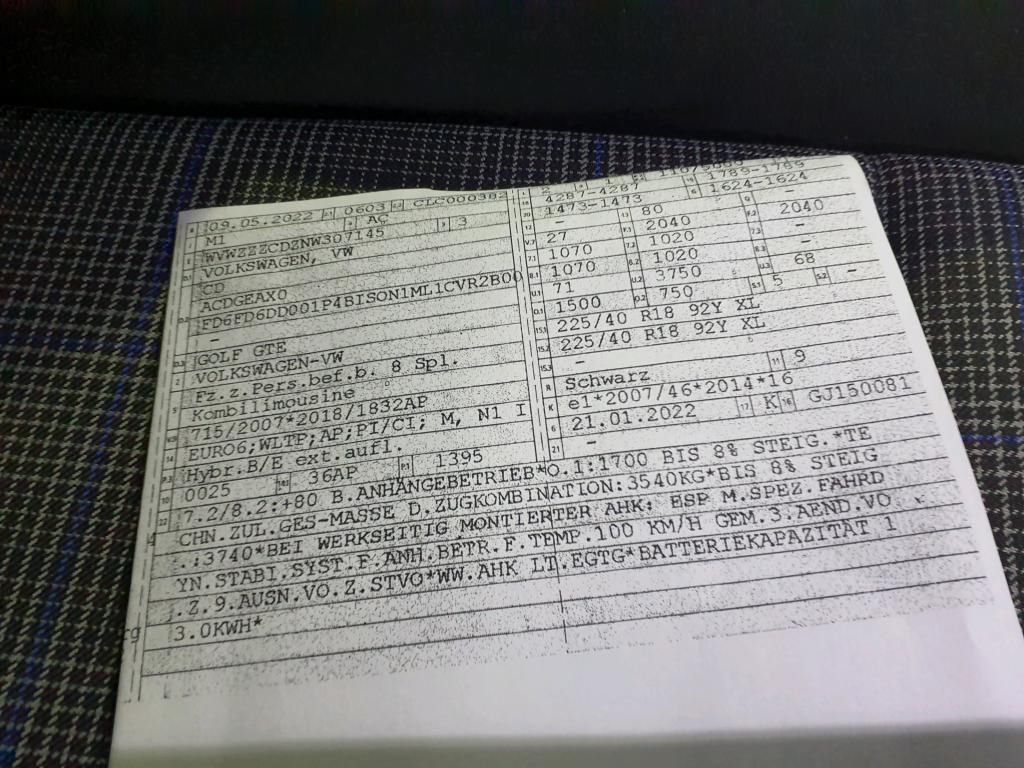 09.05.2022 0603 CLC000382
M1 AC 3
WVWZZZCDZNW307145
VOLKSWAGEN, VW
CD
ACDGEAX0
FD6FD6DD001P4BISON1ML1CVR2B00
-
GOLF GTE
VOLKSWAGEN-VW
Fz.z.Pers.bef.b. 8 Spl.
Kombilimousine
715/2007*2018/1832AP
EURO6;WLTP;AP;PI/CI; M, N1 I
Hybr.B/E ext.aufl.
0025 36AP 1395
4287-4287 1789-1789
1473-1473 1624-1624
80 -
27 2040 2040
1070 1020 -
1070 1020 -
71 3750 68
1500 750 5 -
225/40 R18 92Y XL
225/40 R18 92Y XL
-
Schwarz 9
e1*2007/46*2014*16
21.01.2022 K GJ150081
-
7.2/8.2:+80 B.ANHÄNGEBETRIEB*O.1:1700 BIS 8% STEIG.*TE
CHN.ZUL.GES-MASSE D.ZUGKOMBINATION:3540KG*BIS 8% STEIG
.:3740*BEI WERKSEITIG MONTIERTER AHK: ESP M.SPEZ.FAHRD
YN.STABI.SYST.F.ANH.BETR.F.TEMP.100 KM/H GEM.3.AEND.VO
.Z.9.AUSN.VO.Z.STVO*WW.AHK LT.EGTG*BATTERIEKAPAZITÄT 1
3.0KWH*